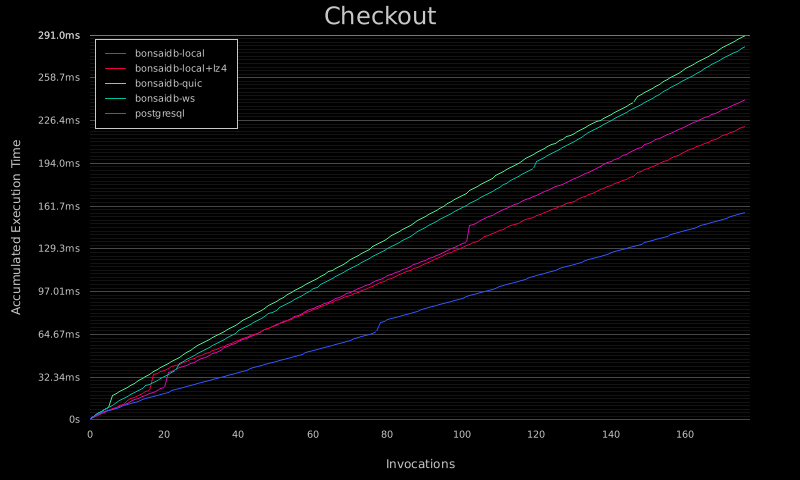 Checkout
291.0ms
258.7ms
226.4ms
194.0ms
161.7ms
129.3ms
97.01ms
64.67ms
32.34ms
0s
Accumulated Execution Time
bonsaidb-local
bonsaidb-local+lz4
bonsaidb-quic
bonsaidb-ws
postgresql
0 20 40 60 80 100 120 140 160
Invocations